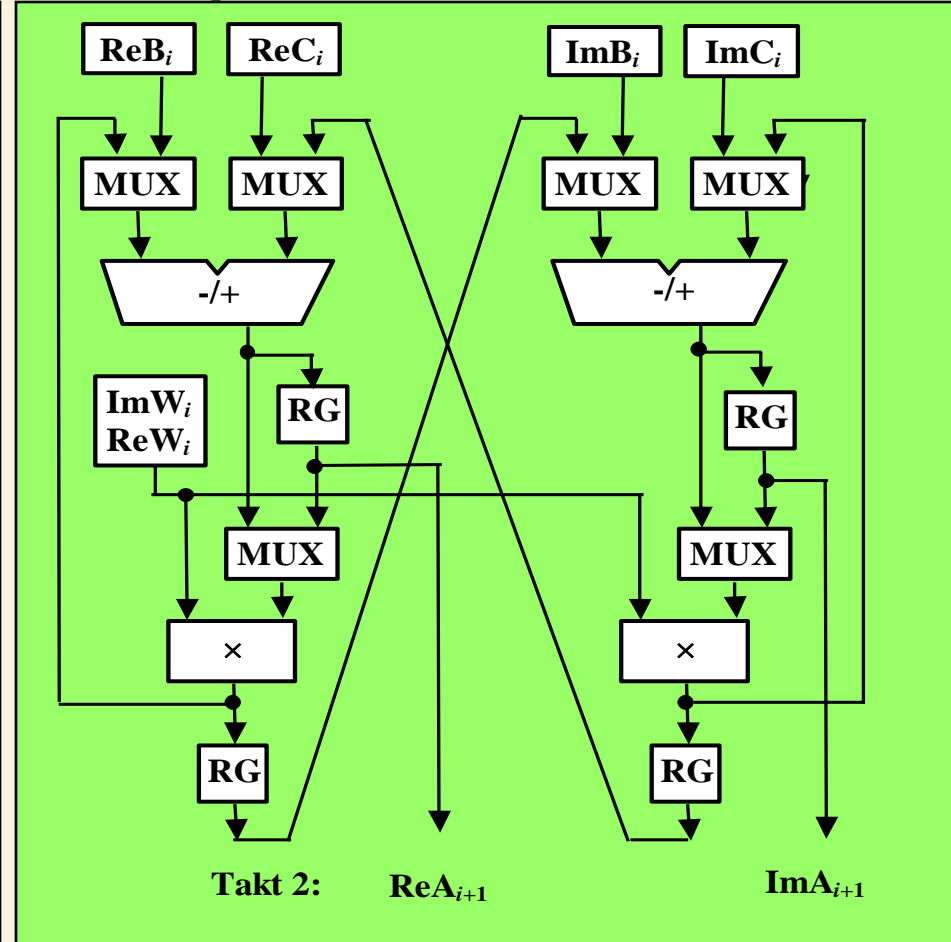 ReBᵢ ReCᵢ ImBᵢ ImCᵢ
MUX MUX MUX MUX
-/+ -/+
ImWᵢ
ReWᵢ
RG RG
MUX MUX
× ×
RG RG
Takt 2: ReAᵢ₊₁ ImAᵢ₊₁